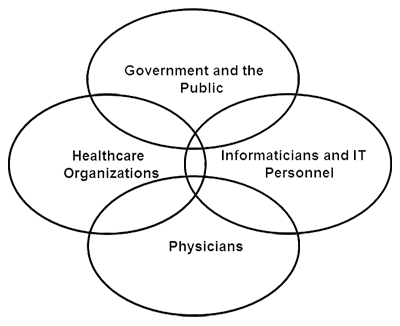 Government and the
Public
Healthcare
Organizations
Informaticians and IT
Personnel
Physicians